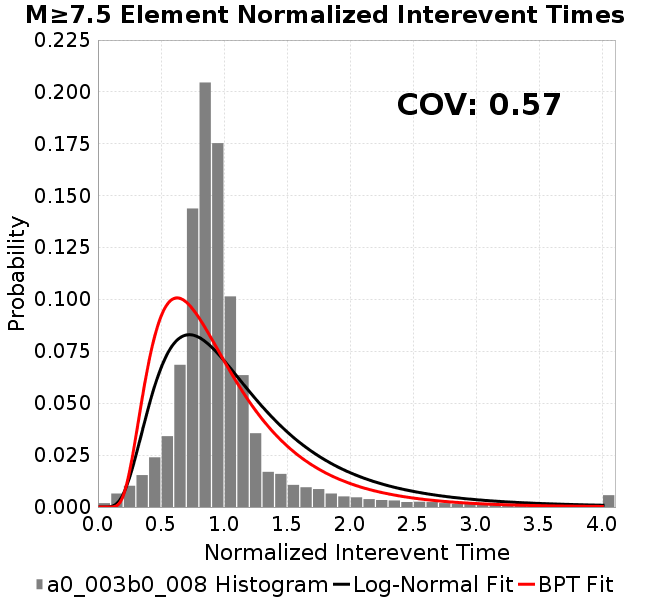 M≥7.5 Element Normalized Interevent Times
COV: 0.57
Probability
0.225
0.200
0.175
0.150
0.125
0.100
0.075
0.050
0.025
0.000
0.0 0.5 1.0 1.5 2.0 2.5 3.0 3.5 4.0
Normalized Interevent Time
a0_003b0_008 Histogram Log-Normal Fit BPT Fit